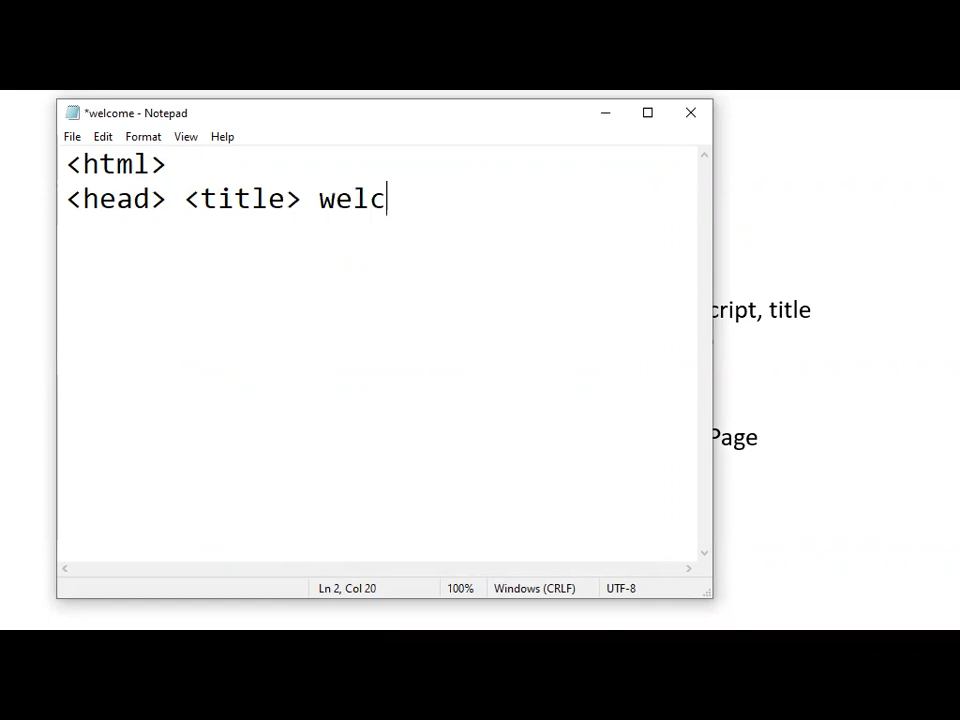 *welcome - Notepad
File Edit Format View Help
<html>
<head> <title> welc
cript, title
Page
Ln 2, Col 20 100% Windows (CRLF) UTF-8